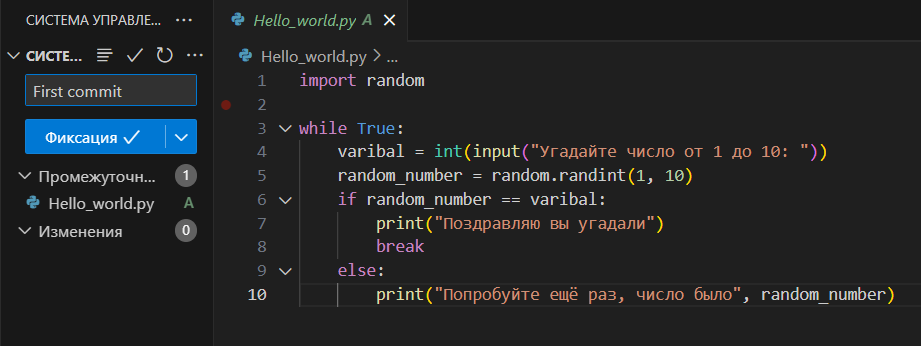 СИСТЕМА УПРАВЛЕ... ...
СИСТЕ... ...
First commit
Фиксация
Промежуточн... 1
Hello_world.py A
Изменения 0
Hello_world.py A
Hello_world.py > ...
1 import random
2
3 while True:
4 varibal = int(input("Угадайте число от 1 до 10: "))
5 random_number = random.randint(1, 10)
6 if random_number == varibal:
7 print("Поздравляю вы угадали")
8 break
9 else:
10 print("Попробуйте ещё раз, число было", random_number)